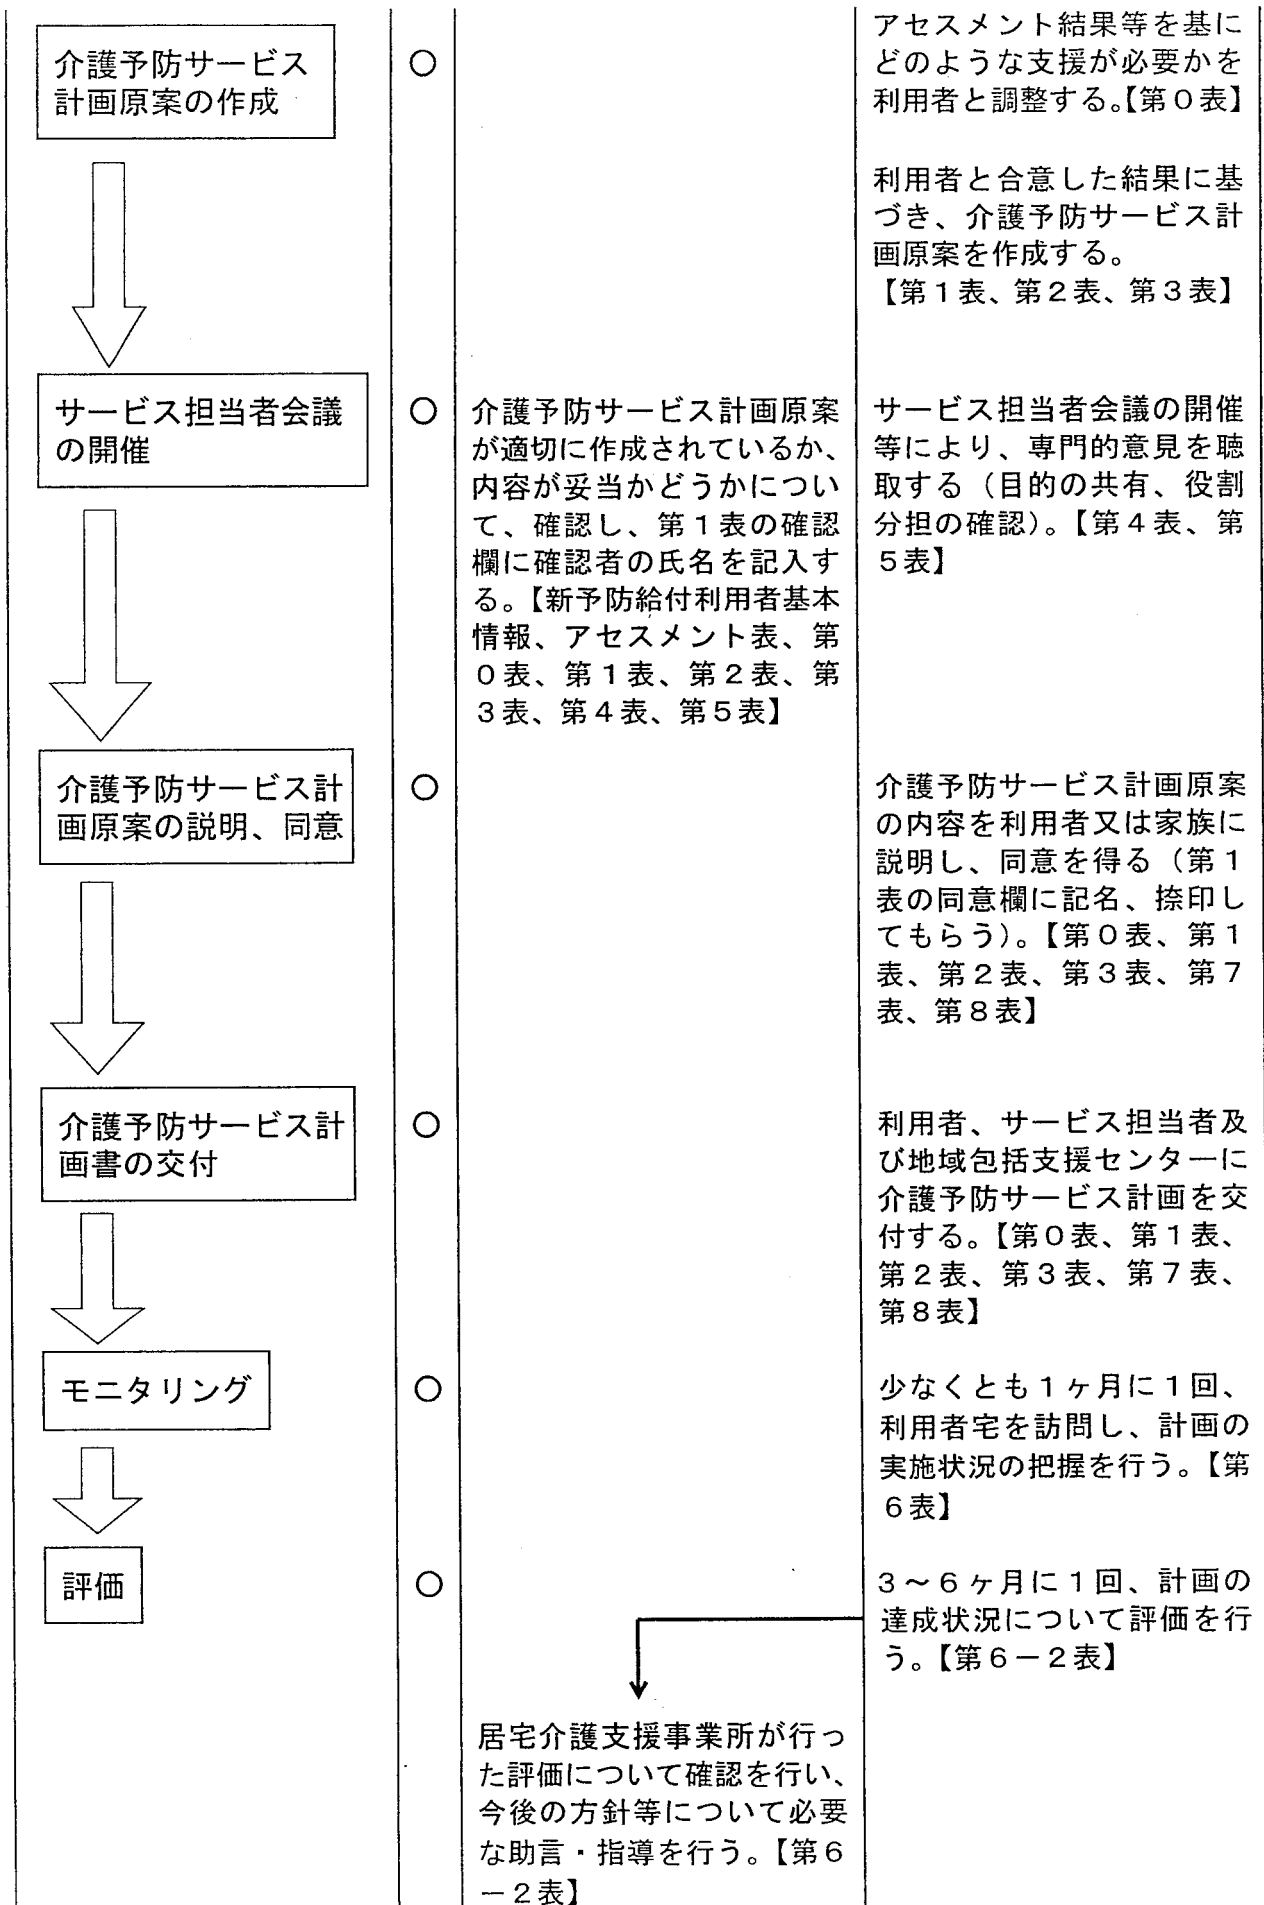 介護予防サービス
計画原案の作成
○
アセスメント結果等を基に
どのような支援が必要かを
利用者と調整する。【第０表】
利用者と合意した結果に基
づき、介護予防サービス計
画原案を作成する。
【第１表、第２表、第３表】
サービス担当者会議
の開催
○
介護予防サービス計画原案
が適切に作成されているか、
内容が妥当かどうかについ
て、確認し、第１表の確認
欄に確認者の氏名を記入す
る。【新予防給付利用者基本
情報、アセスメント表、第
０表、第１表、第２表、第
３表、第４表、第５表】
サービス担当者会議の開催
等により、専門的意見を聴
取する（目的の共有、役割
分担の確認）。【第４表、第
５表】
介護予防サービス計
画原案の説明、同意
○
介護予防サービス計画原案
の内容を利用者又は家族に
説明し、同意を得る（第１
表の同意欄に記名、捺印し
てもらう）。【第０表、第１
表、第２表、第３表、第７
表、第８表】
介護予防サービス計
画書の交付
○
利用者、サービス担当者及
び地域包括支援センターに
介護予防サービス計画を交
付する。【第０表、第１表、
第２表、第３表、第７表、
第８表】
モニタリング
○
少なくとも１ヶ月に１回、
利用者宅を訪問し、計画の
実施状況の把握を行う。【第
６表】
評価
○
３～６ヶ月に１回、計画の
達成状況について評価を行
う。【第６－２表】
居宅介護支援事業所が行っ
た評価について確認を行い、
今後の方針等について必要
な助言・指導を行う。【第６
－２表】